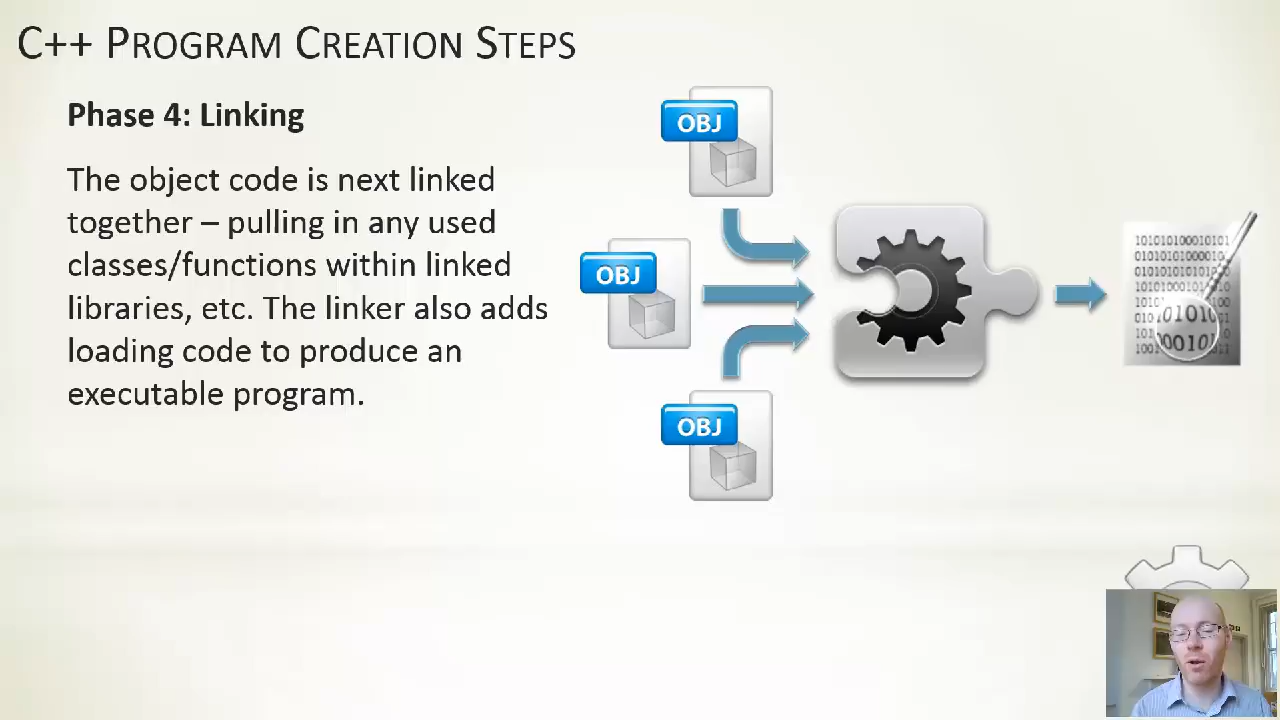 C++ PROGRAM CREATION STEPS
Phase 4: Linking
The object code is next linked
together – pulling in any used
classes/functions within linked
libraries, etc. The linker also adds
loading code to produce an
executable program.
OBJ
OBJ
OBJ